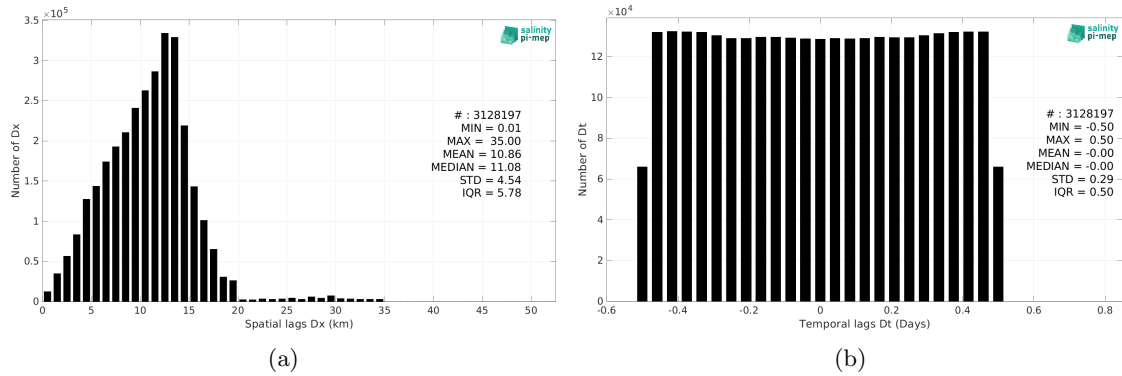 ×10⁵
3.5
3
2.5
2
1.5
1
0.5
0
Number of Dx
salinity
pi-mep
# : 3128197
MIN = 0.01
MAX = 35.00
MEAN = 10.86
MEDIAN = 11.08
STD = 4.54
IQR = 5.78
0 5 10 15 20 25 30 35 40 45 50
Spatial lags Dx (km)
(a)
×10⁴
12
10
8
6
4
2
0
Number of Dt
salinity
pi-mep
# : 3128197
MIN = -0.50
MAX = 0.50
MEAN = -0.00
MEDIAN = -0.00
STD = 0.29
IQR = 0.50
-0.6 -0.4 -0.2 0 0.2 0.4 0.6 0.8
Temporal lags Dt (Days)
(b)